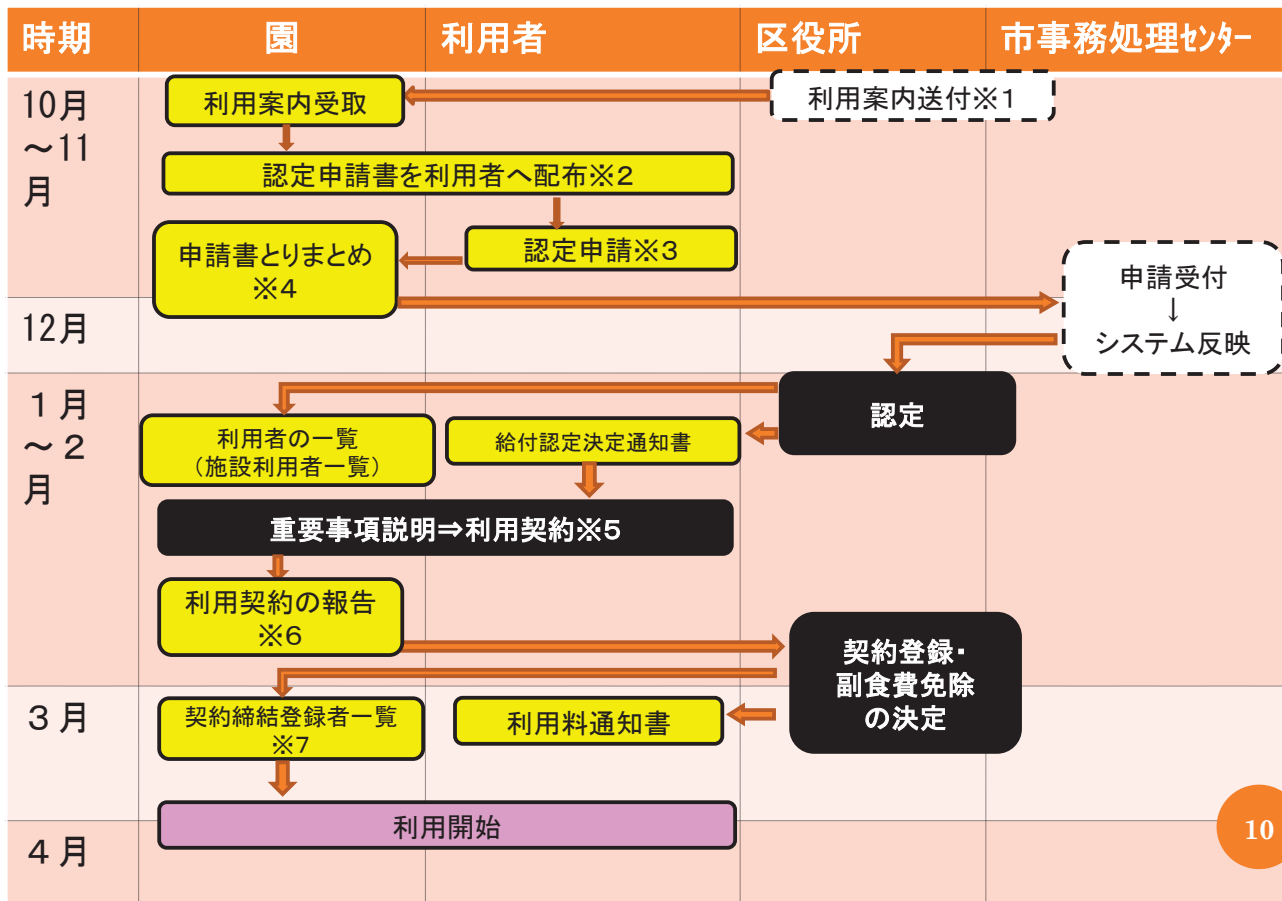 時期 園 利用者 区役所 市事務処理センター
10月
～11
月
利用案内受取
利用案内送付※1
認定申請書を利用者へ配布※2
認定申請※3
申請書とりまとめ
※4
申請受付
↓
システム反映
12月
1月
～2
月
認定
利用者の一覧
（施設利用者一覧）
給付認定決定通知書
重要事項説明⇒利用契約※5
利用契約の報告
※6
契約登録・
副食費免除
の決定
3月
契約締結登録者一覧
※7
利用料通知書
利用開始
4月
10